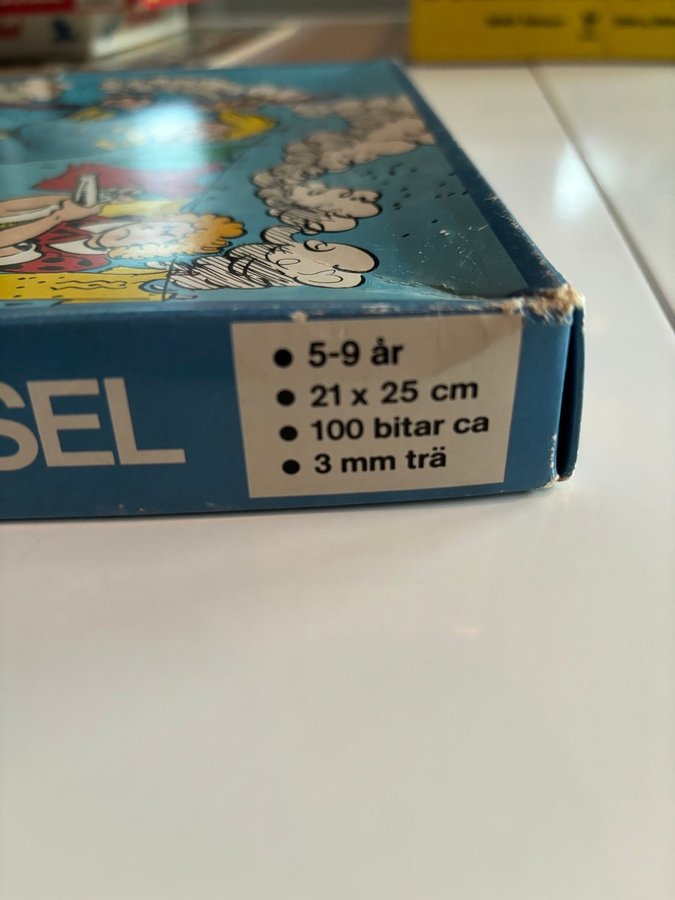 SEL
5-9 år
21 x 25 cm
100 bitar ca
3 mm trä